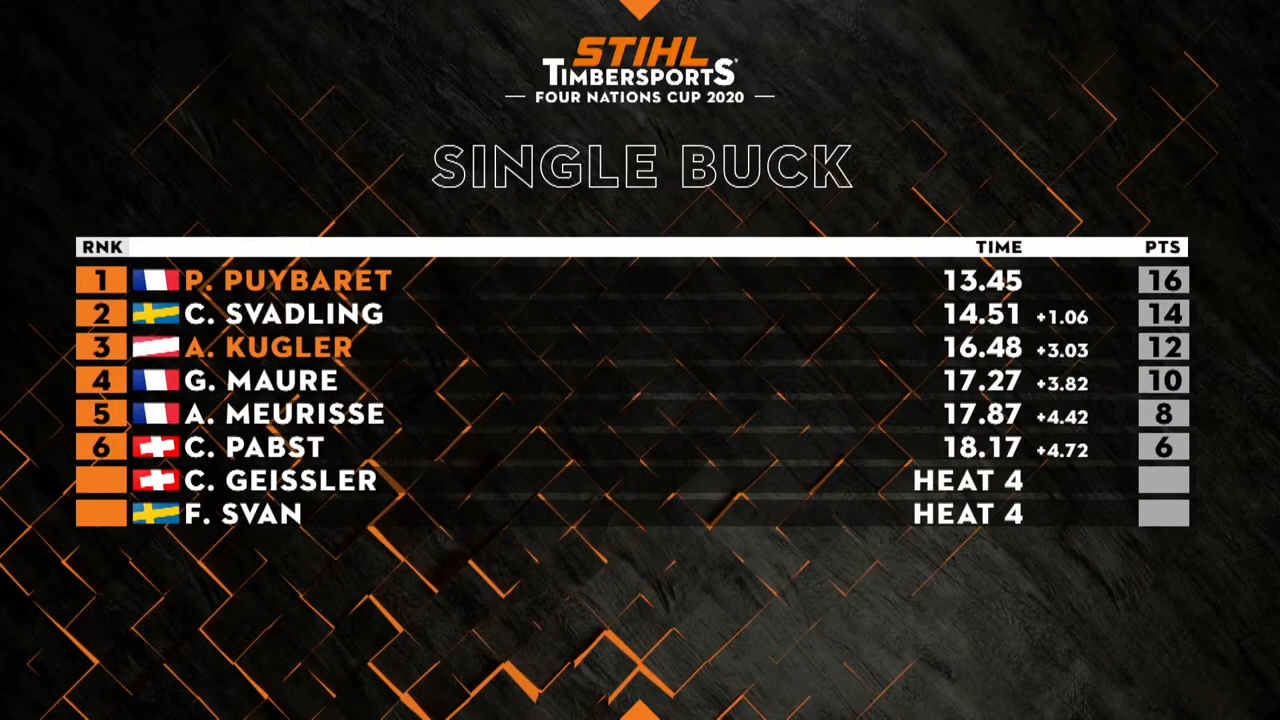 STIHL
TIMBERSPORTS
FOUR NATIONS CUP 2020
SINGLE BUCK
RNK TIME PTS
1 P. PUYBARET 13.45 16
2 C. SVADLING 14.51 +1.06 14
3 A. KUGLER 16.48 +3.03 12
4 G. MAURE 17.27 +3.82 10
5 A. MEURISSE 17.87 +4.42 8
6 C. PABST 18.17 +4.72 6
C. GEISSLER HEAT 4
F. SVAN HEAT 4